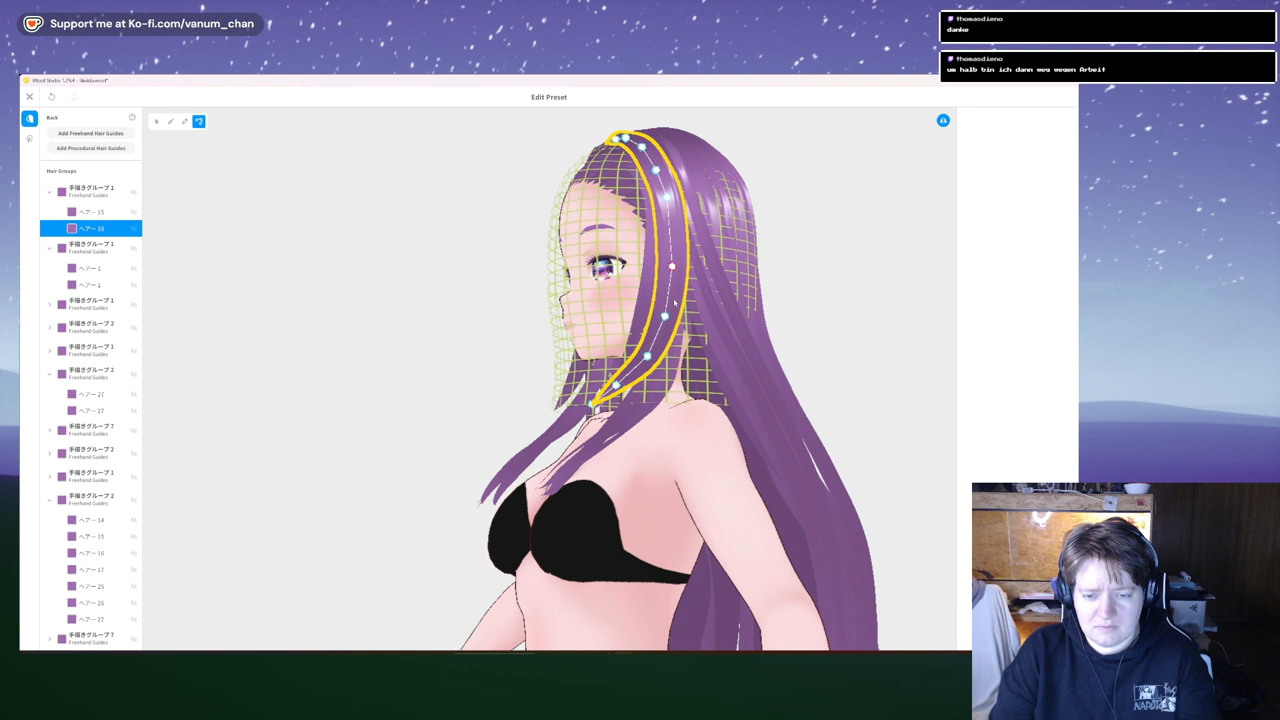 Support me at Ko-fi.com/vanum_chan
thomasdieno
danke
thomasdieno
um halb bin ich dann weg wegen Arbeit
VRoid Studio
Edit Preset
Back
Add Freehand Hair Guides
Add Procedural Hair Guides
Hair Groups
手描きグループ 1
Freehand Guides
ヘアー 15
ヘアー 16
手描きグループ 1
Freehand Guides
ヘアー 1
ヘアー
手描きグループ 1
Freehand Guides
手描きグループ 2
Freehand Guides
手描きグループ 1
Freehand Guides
手描きグループ 2
Freehand Guides
ヘアー 27
ヘアー 27
手描きグループ 7
Freehand Guides
手描きグループ 2
Freehand Guides
手描きグループ 1
Freehand Guides
手描きグループ 2
Freehand Guides
ヘアー 14
ヘアー 15
ヘアー 16
ヘアー 17
ヘアー 25
ヘアー 26
ヘアー 27
手描きグループ 7
Freehand Guides
NARUTO